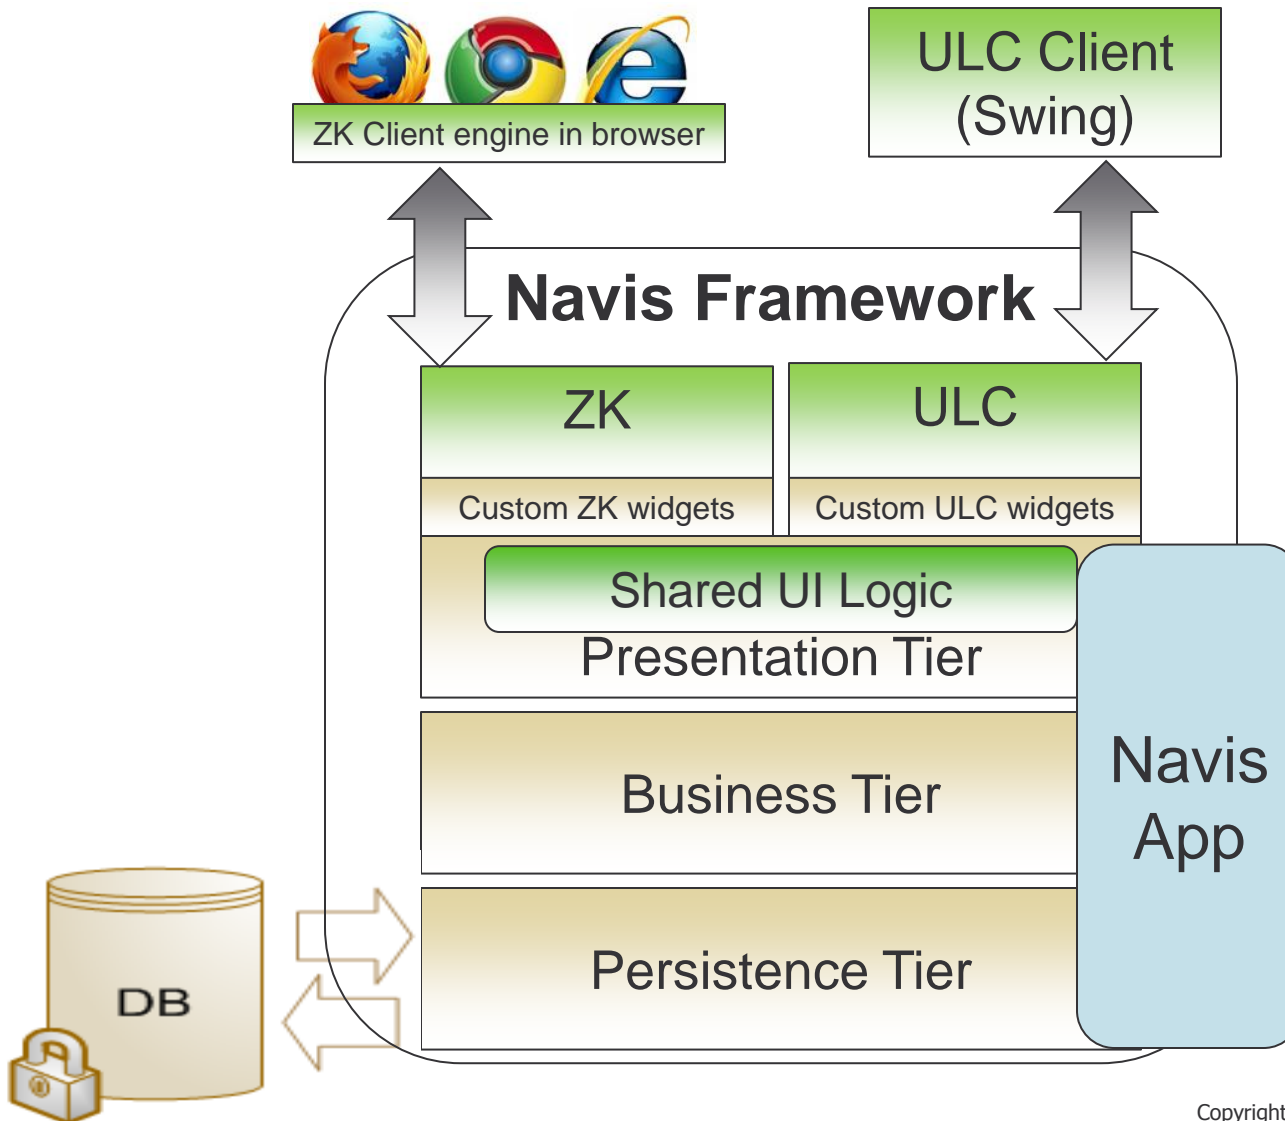 ZK Client engine in browser
ULC Client
(Swing)
Navis Framework
ZK
ULC
Custom ZK widgets
Custom ULC widgets
Shared UI Logic
Presentation Tier
Business Tier
Navis
App
Persistence Tier
DB
Copyright